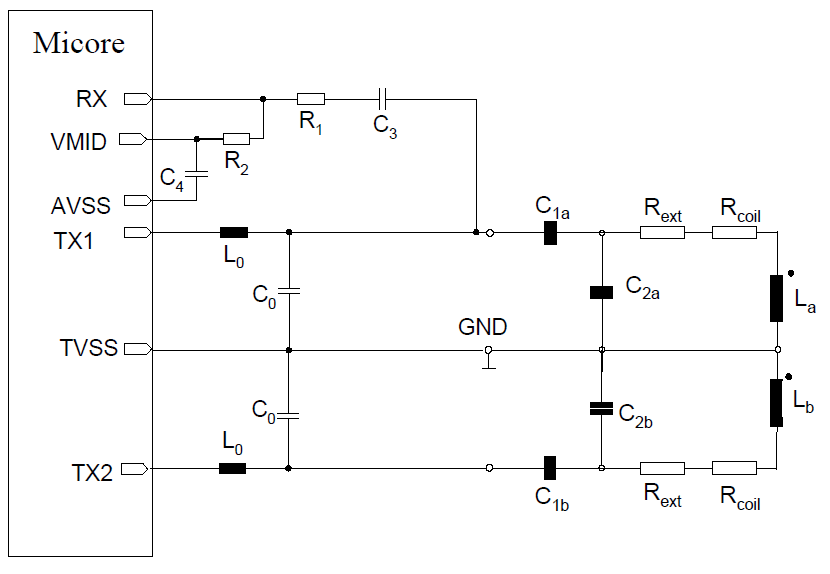 Micore
RX
R1
C3
VMID
R2
C4
AVSS
TX1
L0
C1a
Rext
Rcoil
C0
C2a
La
GND
TVSS
C0
C2b
Lb
L0
TX2
C1b
Rext
Rcoil